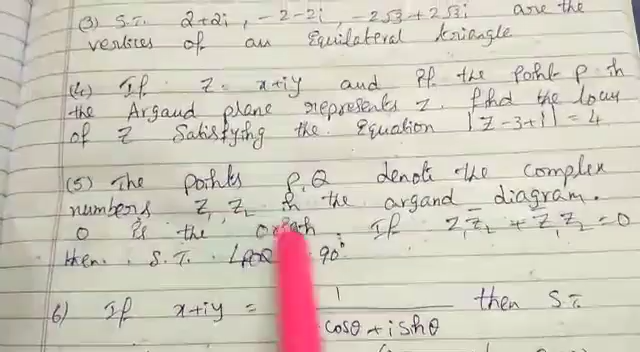 (3) S.T. 2+2i, -2-2i, -2√3+2√3i are the
vertices of an Equilateral triangle
(4) If z = x+iy and if the point p in
the Argand plane represents z. find the locus
of z satisfying the Equation |z-3+i| = 4
(5) The points P,Q denote the complex
numbers z₁, z₂ in the argand diagram.
O is the origin. If z₁z̄₂ + z̄₁z₂ = 0
then. S.T. 90°
6) If x+iy = 1/(cosθ+isinθ) then S.T